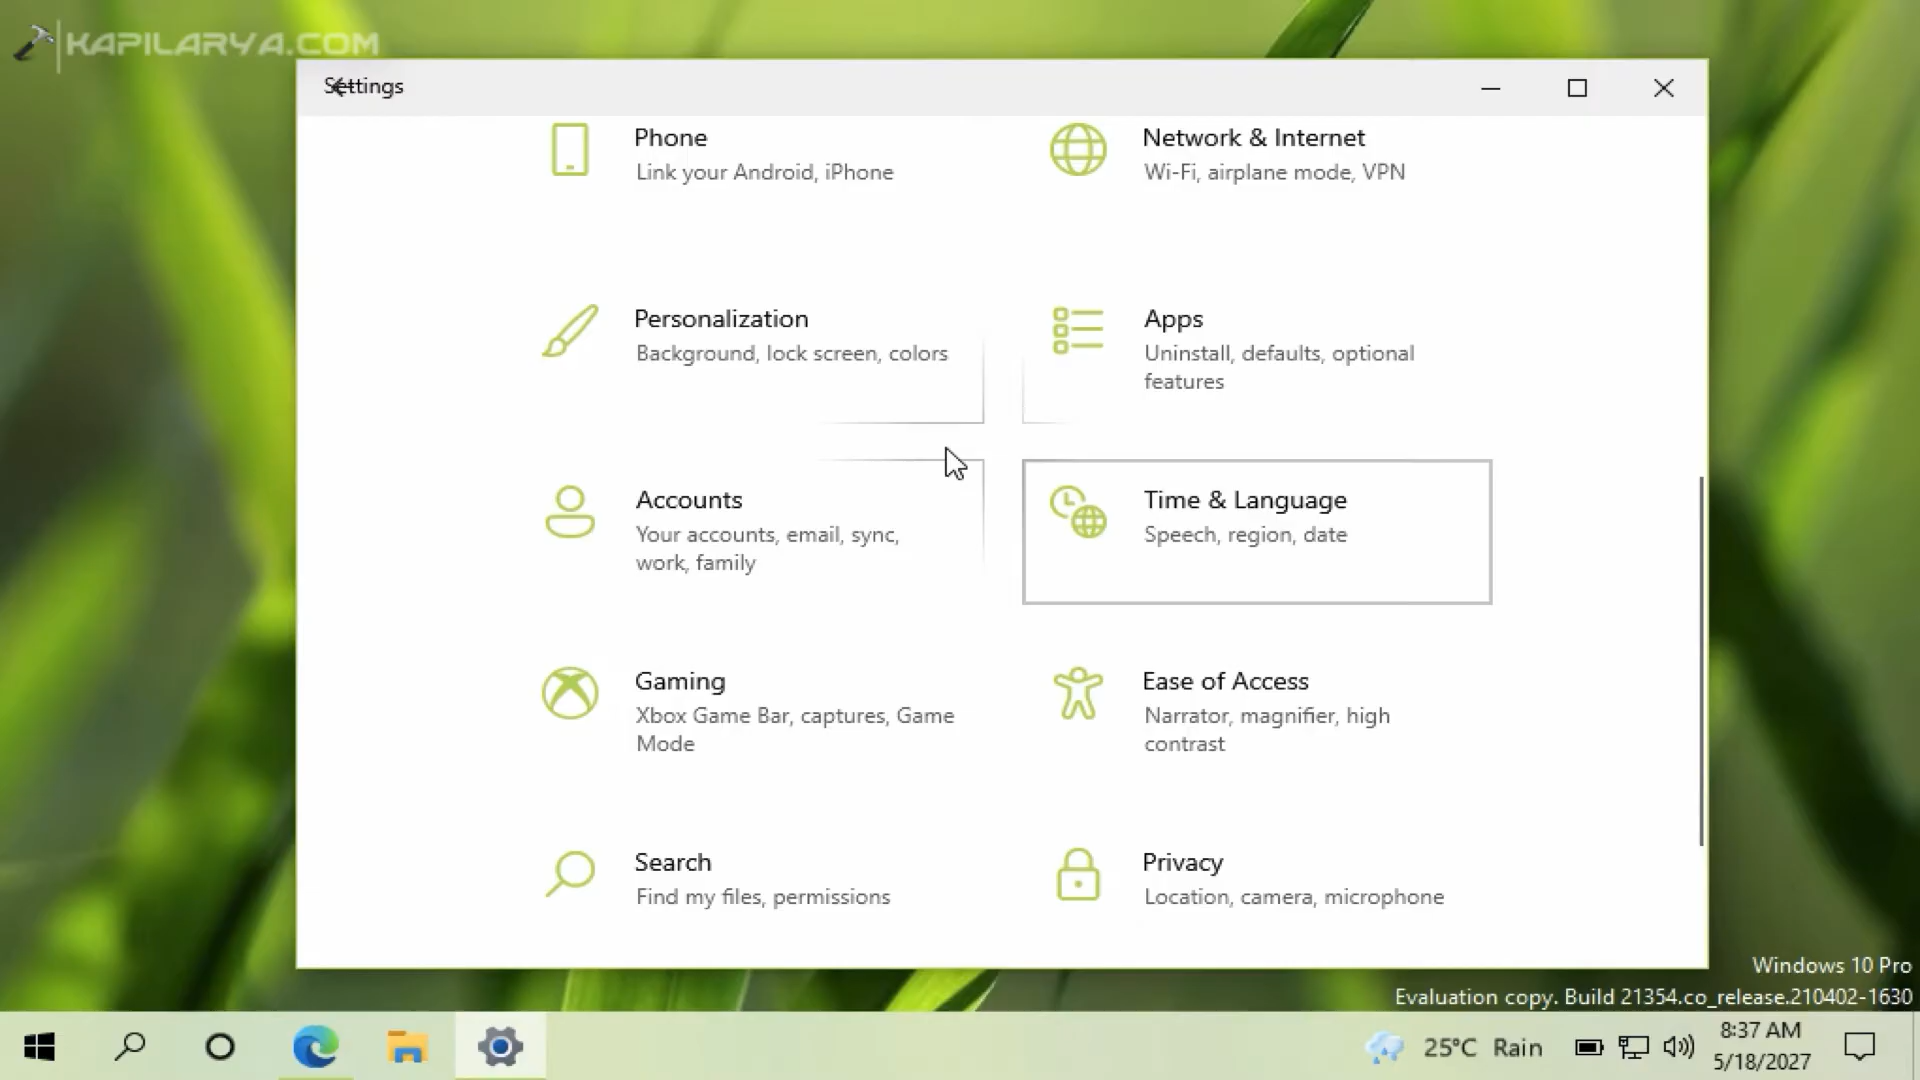 KAPILARYA.COM
Settings
Phone
Link your Android, iPhone
Network & Internet
Wi-Fi, airplane mode, VPN
Personalization
Background, lock screen, colors
Apps
Uninstall, defaults, optional
features
Accounts
Your accounts, email, sync,
work, family
Time & Language
Speech, region, date
Gaming
Xbox Game Bar, captures, Game
Mode
Ease of Access
Narrator, magnifier, high
contrast
Search
Find my files, permissions
Privacy
Location, camera, microphone
Windows 10 Pro
Evaluation copy. Build 21354.co_release.210402-1630
25°C Rain
8:37 AM
5/18/2027